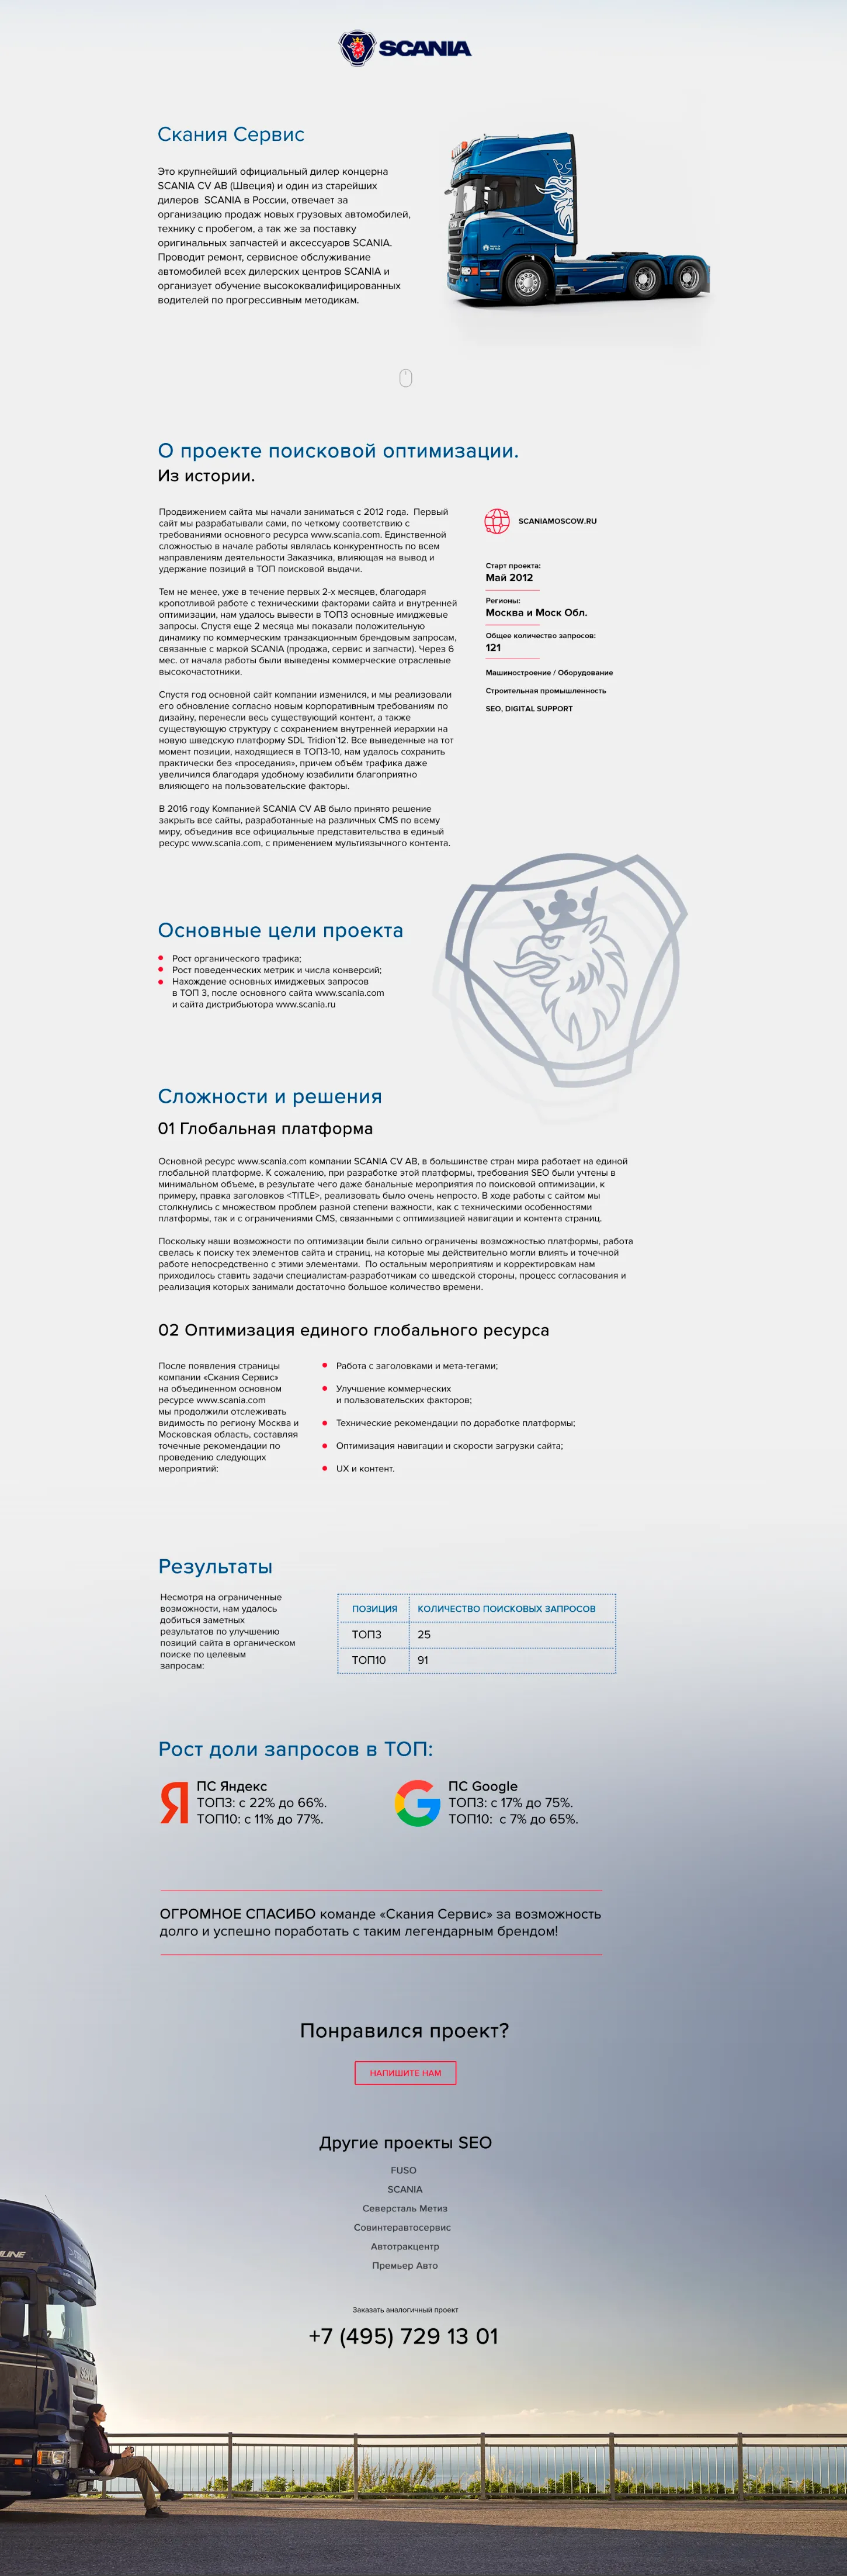 SCANIA
Скания Сервис
Это крупнейший официальный дилер концерна
SCANIA CV AB (Швеция) и один из старейших
дилеров SCANIA в России, отвечает за
организацию продаж новых грузовых автомобилей,
технику с пробегом, а так же за поставку
оригинальных запчастей и аксессуаров SCANIA.
Проводит ремонт, сервисное обслуживание
автомобилей всех дилерских центров SCANIA и
организует обучение высококвалифицированных
водителей по прогрессивным методикам.
О проекте поисковой оптимизации.
Из истории.
Продвижением сайта мы начали заниматься с 2012 года. Первый
сайт мы разрабатывали сами, по четкому соответствию с
требованиями основного ресурса www.scania.com. Единственной
сложностью в начале работы являлась конкурентность по всем
направлениям деятельности Заказчика, влияющая на вывод и
удержание позиций в ТОП поисковой выдачи.
Тем не менее, уже в течение первых 2-х месяцев, благодаря
кропотливой работе с техническими факторами сайта и внутренней
оптимизации, нам удалось вывести в ТОП3 основные имиджевые
запросы. Спустя еще 2 месяца мы показали положительную
динамику по коммерческим транзакционным брендовым запросам,
связанные с маркой SCANIA (продажа, сервис и запчасти). Через 6
мес. от начала работы были выведены коммерческие отраслевые
высокочастотники.
Спустя год основной сайт компании изменился, и мы реализовали
его обновление согласно новым корпоративным требованиям по
дизайну, перенесли весь существующий контент, а также
существующую структуру с сохранением внутренней иерархии на
новую шведскую платформу SDL Tridion`12. Все выведенные на тот
момент позиции, находящиеся в ТОП3-10, нам удалось сохранить
практически без «проседания», причем объём трафика даже
увеличился благодаря удобному юзабилити благоприятно
влияющего на пользовательские факторы.
В 2016 году Компанией SCANIA CV AB было принято решение
закрыть все сайты, разработанные на различных CMS по всему
миру, объединив все официальные представительства в единый
ресурс www.scania.com, с применением мультиязычного контента.
SCANIAMOSCOW.RU
Старт проекта:
Май 2012
Регионы:
Москва и Моск Обл.
Общее количество запросов:
121
Машиностроение / Оборудование
Строительная промышленность
SEO, DIGITAL SUPPORT
Основные цели проекта
Рост органического трафика;
Рост поведенческих метрик и числа конверсий;
Нахождение основных имиджевых запросов
в ТОП 3, после основного сайта www.scania.com
и сайта дистрибьютора www.scania.ru
Сложности и решения
01 Глобальная платформа
Основной ресурс www.scania.com компании SCANIA CV AB, в большинстве стран мира работает на единой
глобальной платформе. К сожалению, при разработке этой платформы, требования SEO были учтены в
минимальном объеме, в результате чего даже банальные мероприятия по поисковой оптимизации, к
примеру, правка заголовков <TITLE>, реализовать было очень непросто. В ходе работы с сайтом мы
столкнулись с множеством проблем разной степени важности, как с техническими особенностями
платформы, так и с ограничениями CMS, связанными с оптимизацией навигации и контента страниц.
Поскольку наши возможности по оптимизации были сильно ограничены возможностью платформы, работа
свелась к поиску тех элементов сайта и страниц, на которые мы действительно могли влиять и точечной
работе непосредственно с этими элементами. По остальным мероприятиям и корректировкам нам
приходилось ставить задачи специалистам-разработчикам со шведской стороны, процесс согласования и
реализация которых занимали достаточно большое количество времени.
02 Оптимизация единого глобального ресурса
После появления страницы
компании «Скания Сервис»
на объединенном основном
ресурсе www.scania.com
мы продолжили отслеживать
видимость по региону Москва и
Московская область, составляя
точечные рекомендации по
проведению следующих
мероприятий:
Работа с заголовками и мета-тегами;
Улучшение коммерческих
и пользовательских факторов;
Технические рекомендации по доработке платформы;
Оптимизация навигации и скорости загрузки сайта;
UX и контент.
Результаты
Несмотря на ограниченные
возможности, нам удалось
добиться заметных
результатов по улучшению
позиций сайта в органическом
поиске по целевым
запросам:
ПОЗИЦИЯ КОЛИЧЕСТВО ПОИСКОВЫХ ЗАПРОСОВ
ТОП3 25
ТОП10 91
Рост доли запросов в ТОП:
Я
ПС Яндекс
ТОП3: с 22% до 66%.
ТОП10: с 11% до 77%.
G
ПС Google
ТОП3: с 17% до 75%.
ТОП10: с 7% до 65%.
ОГРОМНОЕ СПАСИБО команде «Скания Сервис» за возможность
долго и успешно поработать с таким легендарным брендом!
Понравился проект?
НАПИШИТЕ НАМ
Другие проекты SEO
FUSO
SCANIA
Северсталь Метиз
Совинтеравтосервис
Автотракцентр
Премьер Авто
Заказать аналогичный проект
+7 (495) 729 13 01